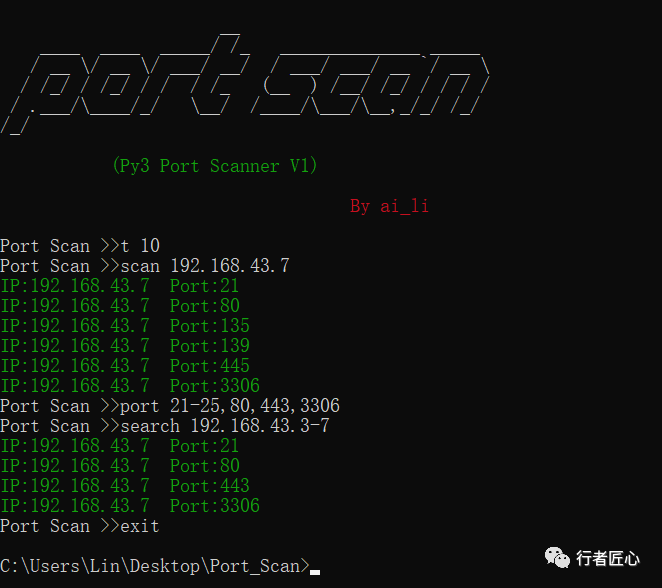 port scan
(Py3 Port Scanner V1)
By ai_li
Port Scan >>t 10
Port Scan >>scan 192.168.43.7
IP:192.168.43.7  Port:21
IP:192.168.43.7  Port:80
IP:192.168.43.7  Port:135
IP:192.168.43.7  Port:139
IP:192.168.43.7  Port:445
IP:192.168.43.7  Port:3306
Port Scan >>port 21-25,80,443,3306
Port Scan >>search 192.168.43.3-7
IP:192.168.43.7  Port:21
IP:192.168.43.7  Port:80
IP:192.168.43.7  Port:443
IP:192.168.43.7  Port:3306
Port Scan >>exit
行者匠心
C:\Users\Lin\Desktop\Port_Scan>